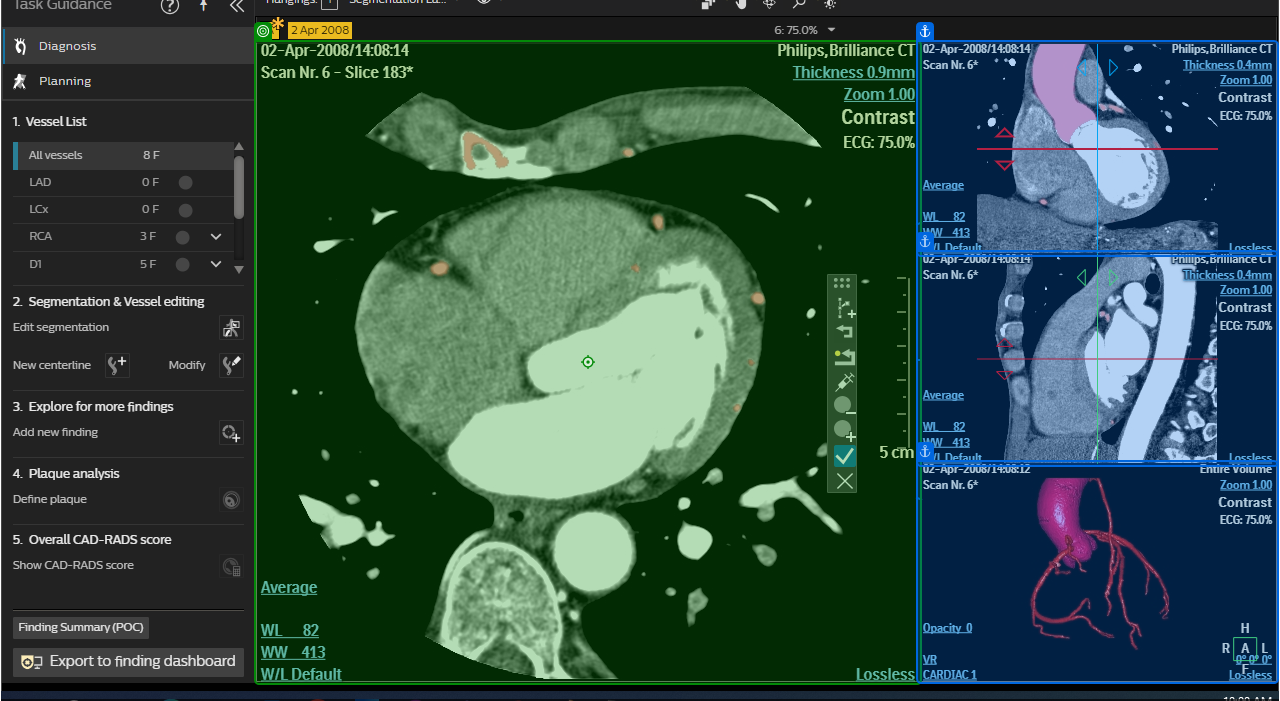 Task Guidance
Diagnosis
Planning
1. Vessel List
All vessels 8 F
LAD 0 F
LCx 0 F
RCA 3 F
D1 5 F
2. Segmentation & Vessel editing
Edit segmentation
New centerline Modify
3. Explore for more findings
Add new finding
4. Plaque analysis
Define plaque
5. Overall CAD-RADS score
Show CAD-RADS score
Finding Summary (POC)
Export to finding dashboard
Hangings: 1 Segmentation La...
2 Apr 2008
6: 75.0%
02-Apr-2008/14:08:14
Scan Nr. 6 - Slice 183*
Philips,Brilliance CT
Thickness 0.9mm
Zoom 1.00
Contrast
ECG: 75.0%
5 cm
Average
WL 82
WW 413
W/L Default
Lossless
02-Apr-2008/14:08:14
Scan Nr. 6*
Philips,Brilliance CT
Thickness 0.4mm
Zoom 1.00
Contrast
ECG: 75.0%
Average
WL 82
WW 413
W/L Default
Lossless
02-Apr-2008/14:08:14
Scan Nr. 6*
Philips,Brilliance CT
Thickness 0.4mm
Zoom 1.00
Contrast
ECG: 75.0%
Average
WL 82
WW 413
W/L Default
Lossless
02-Apr-2008/14:08:12
Scan Nr. 6*
Entire Volume
Zoom 1.00
Contrast
ECG: 75.0%
Opacity 0
VR
CARDIAC 1
H
R A L
F
0° 0° 0°
Lossless